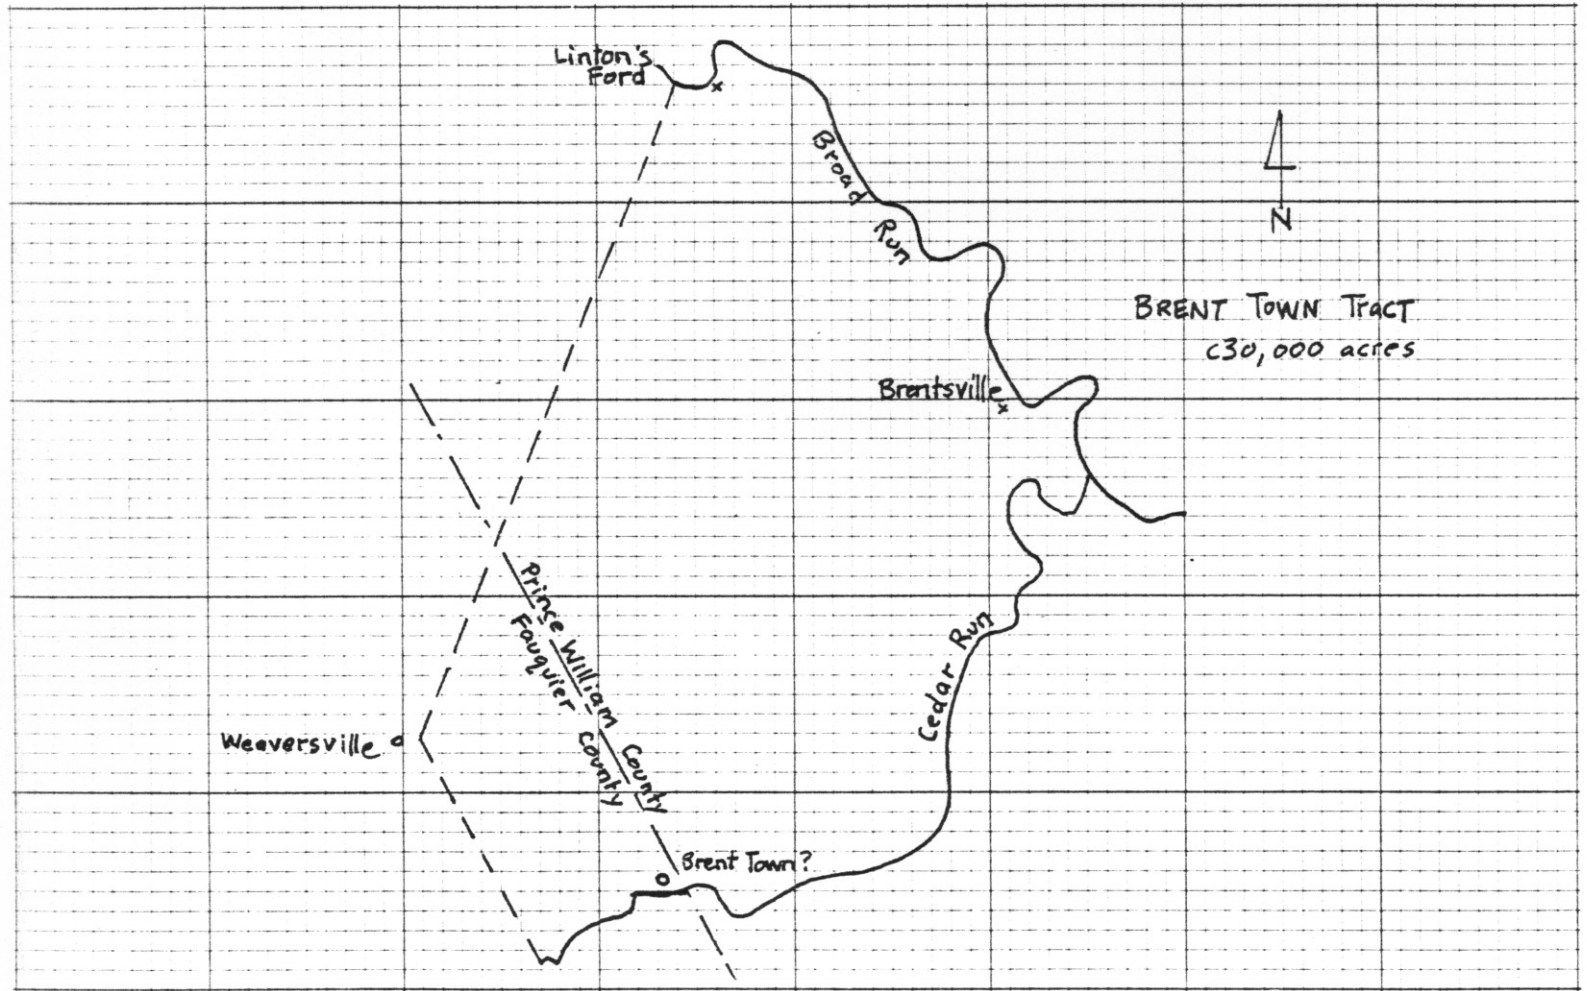 Linton's
Ford
Broad
Run
N
BRENT TOWN TRACT
c30,000 acres
Brentsville
Prince William
County
Fauquier
County
Cedar Run
Weaversville
Brent Town?